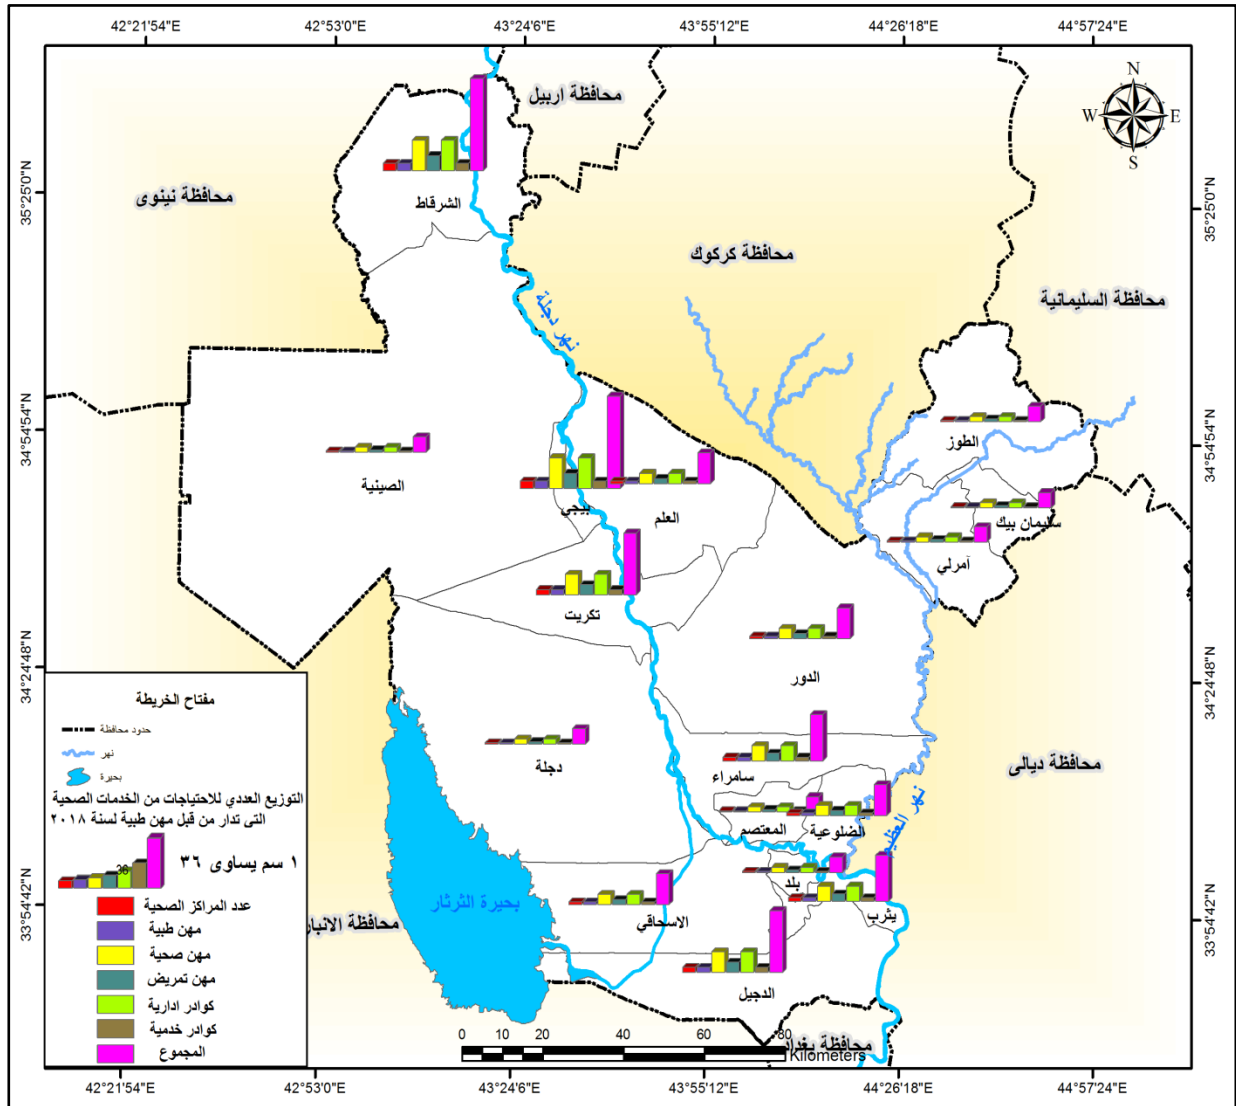 42°21'54"E 42°53'0"E 43°24'6"E 43°55'12"E 44°26'18"E 44°57'24"E
N
W E
S
محافظة اربيل
محافظة نينوى
35°25'0"N
35°25'0"N
الشرقاط
محافظة كركوك
محافظة السليمانية
نهر دجلة
34°54'54"N
34°54'54"N
الطوز
الصينية
بيجي
العلم
سليمان بيك
آمرلي
تكريت
الدور
34°24'48"N
34°24'48"N
مفتاح الخريطة
حدود محافظة
نهر
بحيرة
التوزيع العددي للاحتياجات من الخدمات الصحية
التى تدار من قبل مهن طبية لسنة ٢٠١٨
36
١ سم يساوى ٣٦
عدد المراكز الصحية
مهن طبية
مهن صحية
مهن تمريض
كوادر ادارية
كوادر خدمية
المجموع
دجلة
سامراء
محافظة ديالى
المعتصم
الضلوعية
نهر العظيم
بلد
يثرب
33°54'42"N
33°54'42"N
الاسحاقي
بحيرة الثرثار
محافظة الانبار
الدجيل
محافظة بغداد
0 10 20 40 60 80
Kilometers
42°21'54"E 42°53'0"E 43°24'6"E 43°55'12"E 44°26'18"E 44°57'24"E